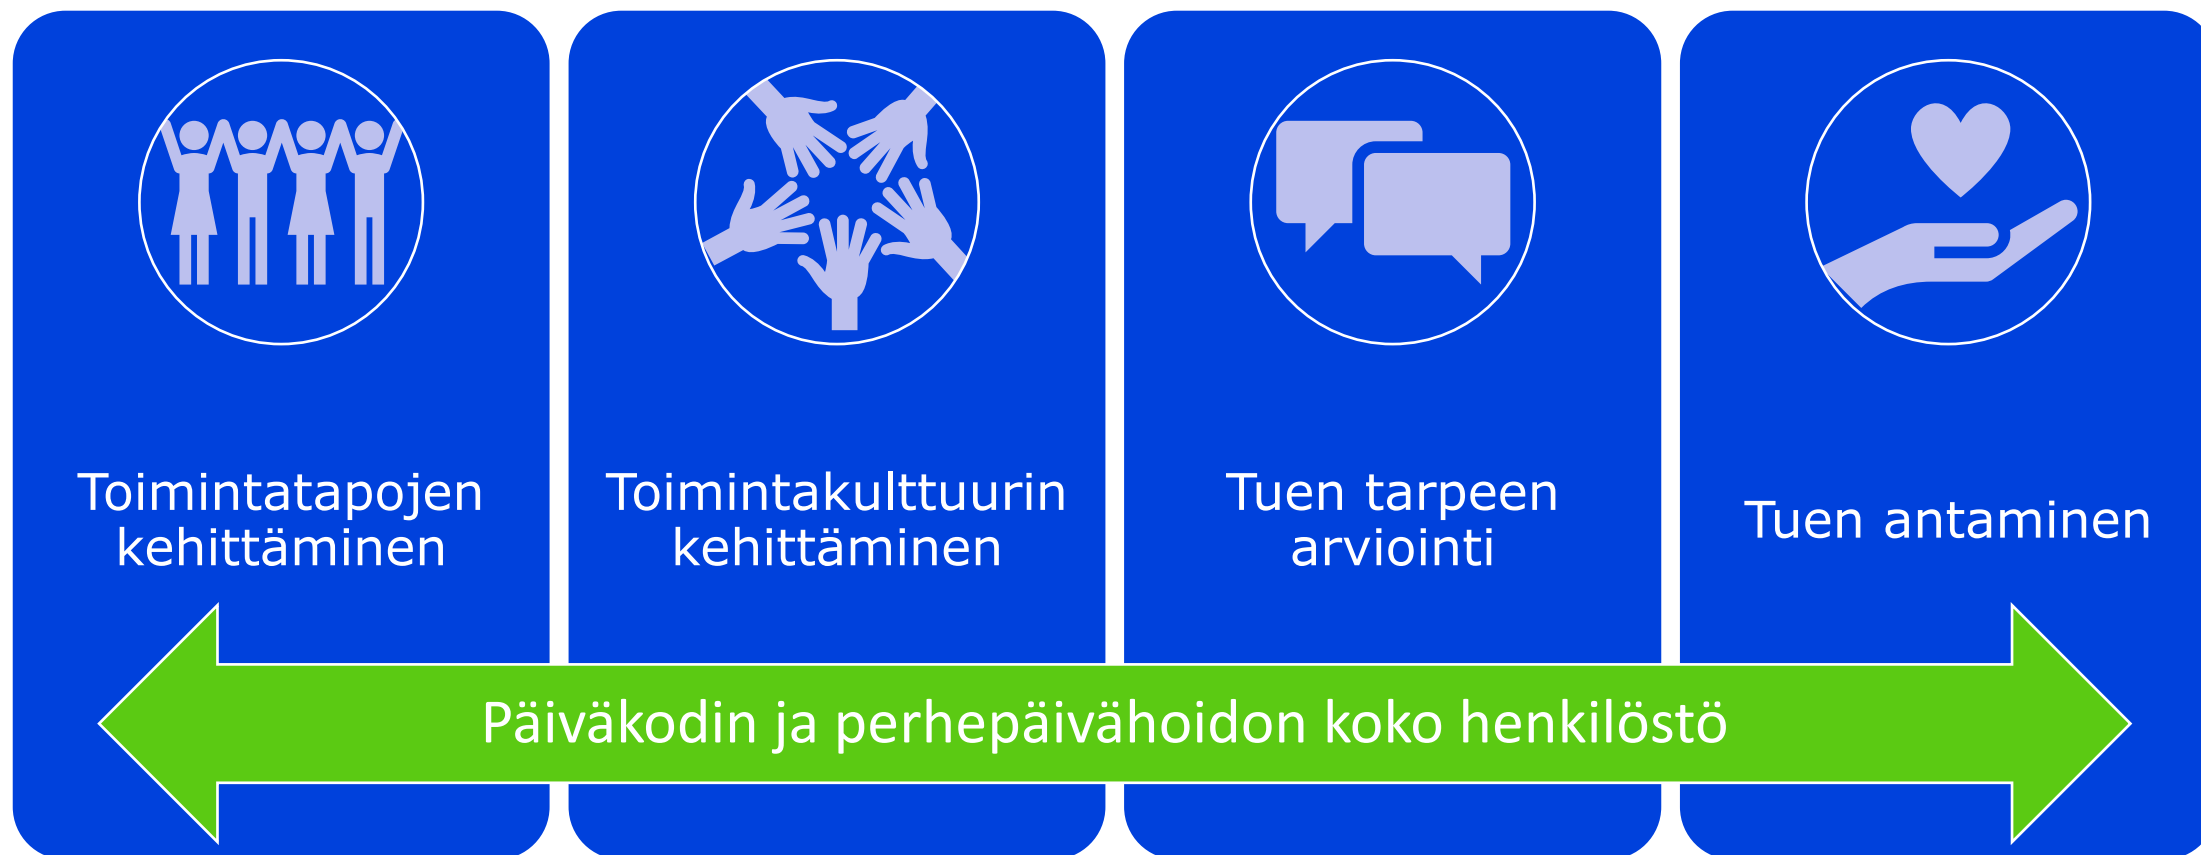 Toimintatapojen
kehittäminen
Toimintakulttuurin
kehittäminen
Tuen tarpeen
arviointi
Tuen antaminen
Päiväkodin ja perhepäivähoidon koko henkilöstö